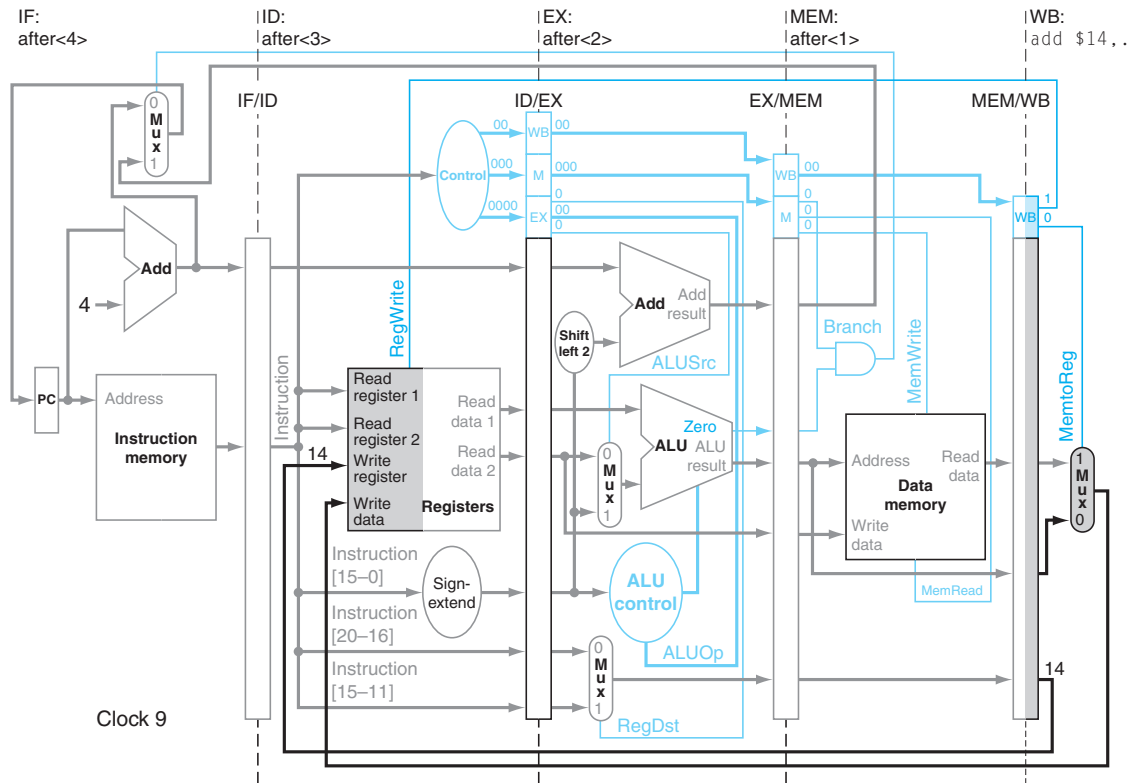 IF:
after<4>
ID:
after<3>
EX:
after<2>
MEM:
after<1>
WB:
add $14,..
IF/ID
ID/EX
EX/MEM
MEM/WB
0
Mux
1
Control
00
000
0000
WB
M
EX
00
000
0
00
0
WB
M
00
0
0
0
WB
1
0
Add
4
RegWrite
Add
Add
result
Shift
left 2
ALUSrc
Branch
MemWrite
MemtoReg
PC
Address
Instruction
memory
Instruction
Read
register 1
Read
register 2
14
Write
register
Write
data
Registers
Read
data 1
Read
data 2
0
Mux
1
Zero
ALU
ALU
result
Address
Write
data
Data
memory
Read
data
MemRead
1
Mux
0
Instruction
[15–0]
Sign-
extend
ALU
control
Instruction
[20–16]
ALUOp
Instruction
[15–11]
0
Mux
1
RegDst
14
Clock 9